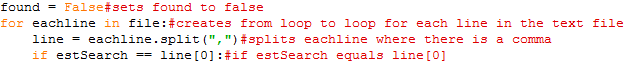 found = False#sets found to false
for eachline in file:#creates from loop to loop for each line in the text file
    line = eachline.split(",")#splits eachline where there is a comma
    if estSearch == line[0]:#if estSearch equals line[0]